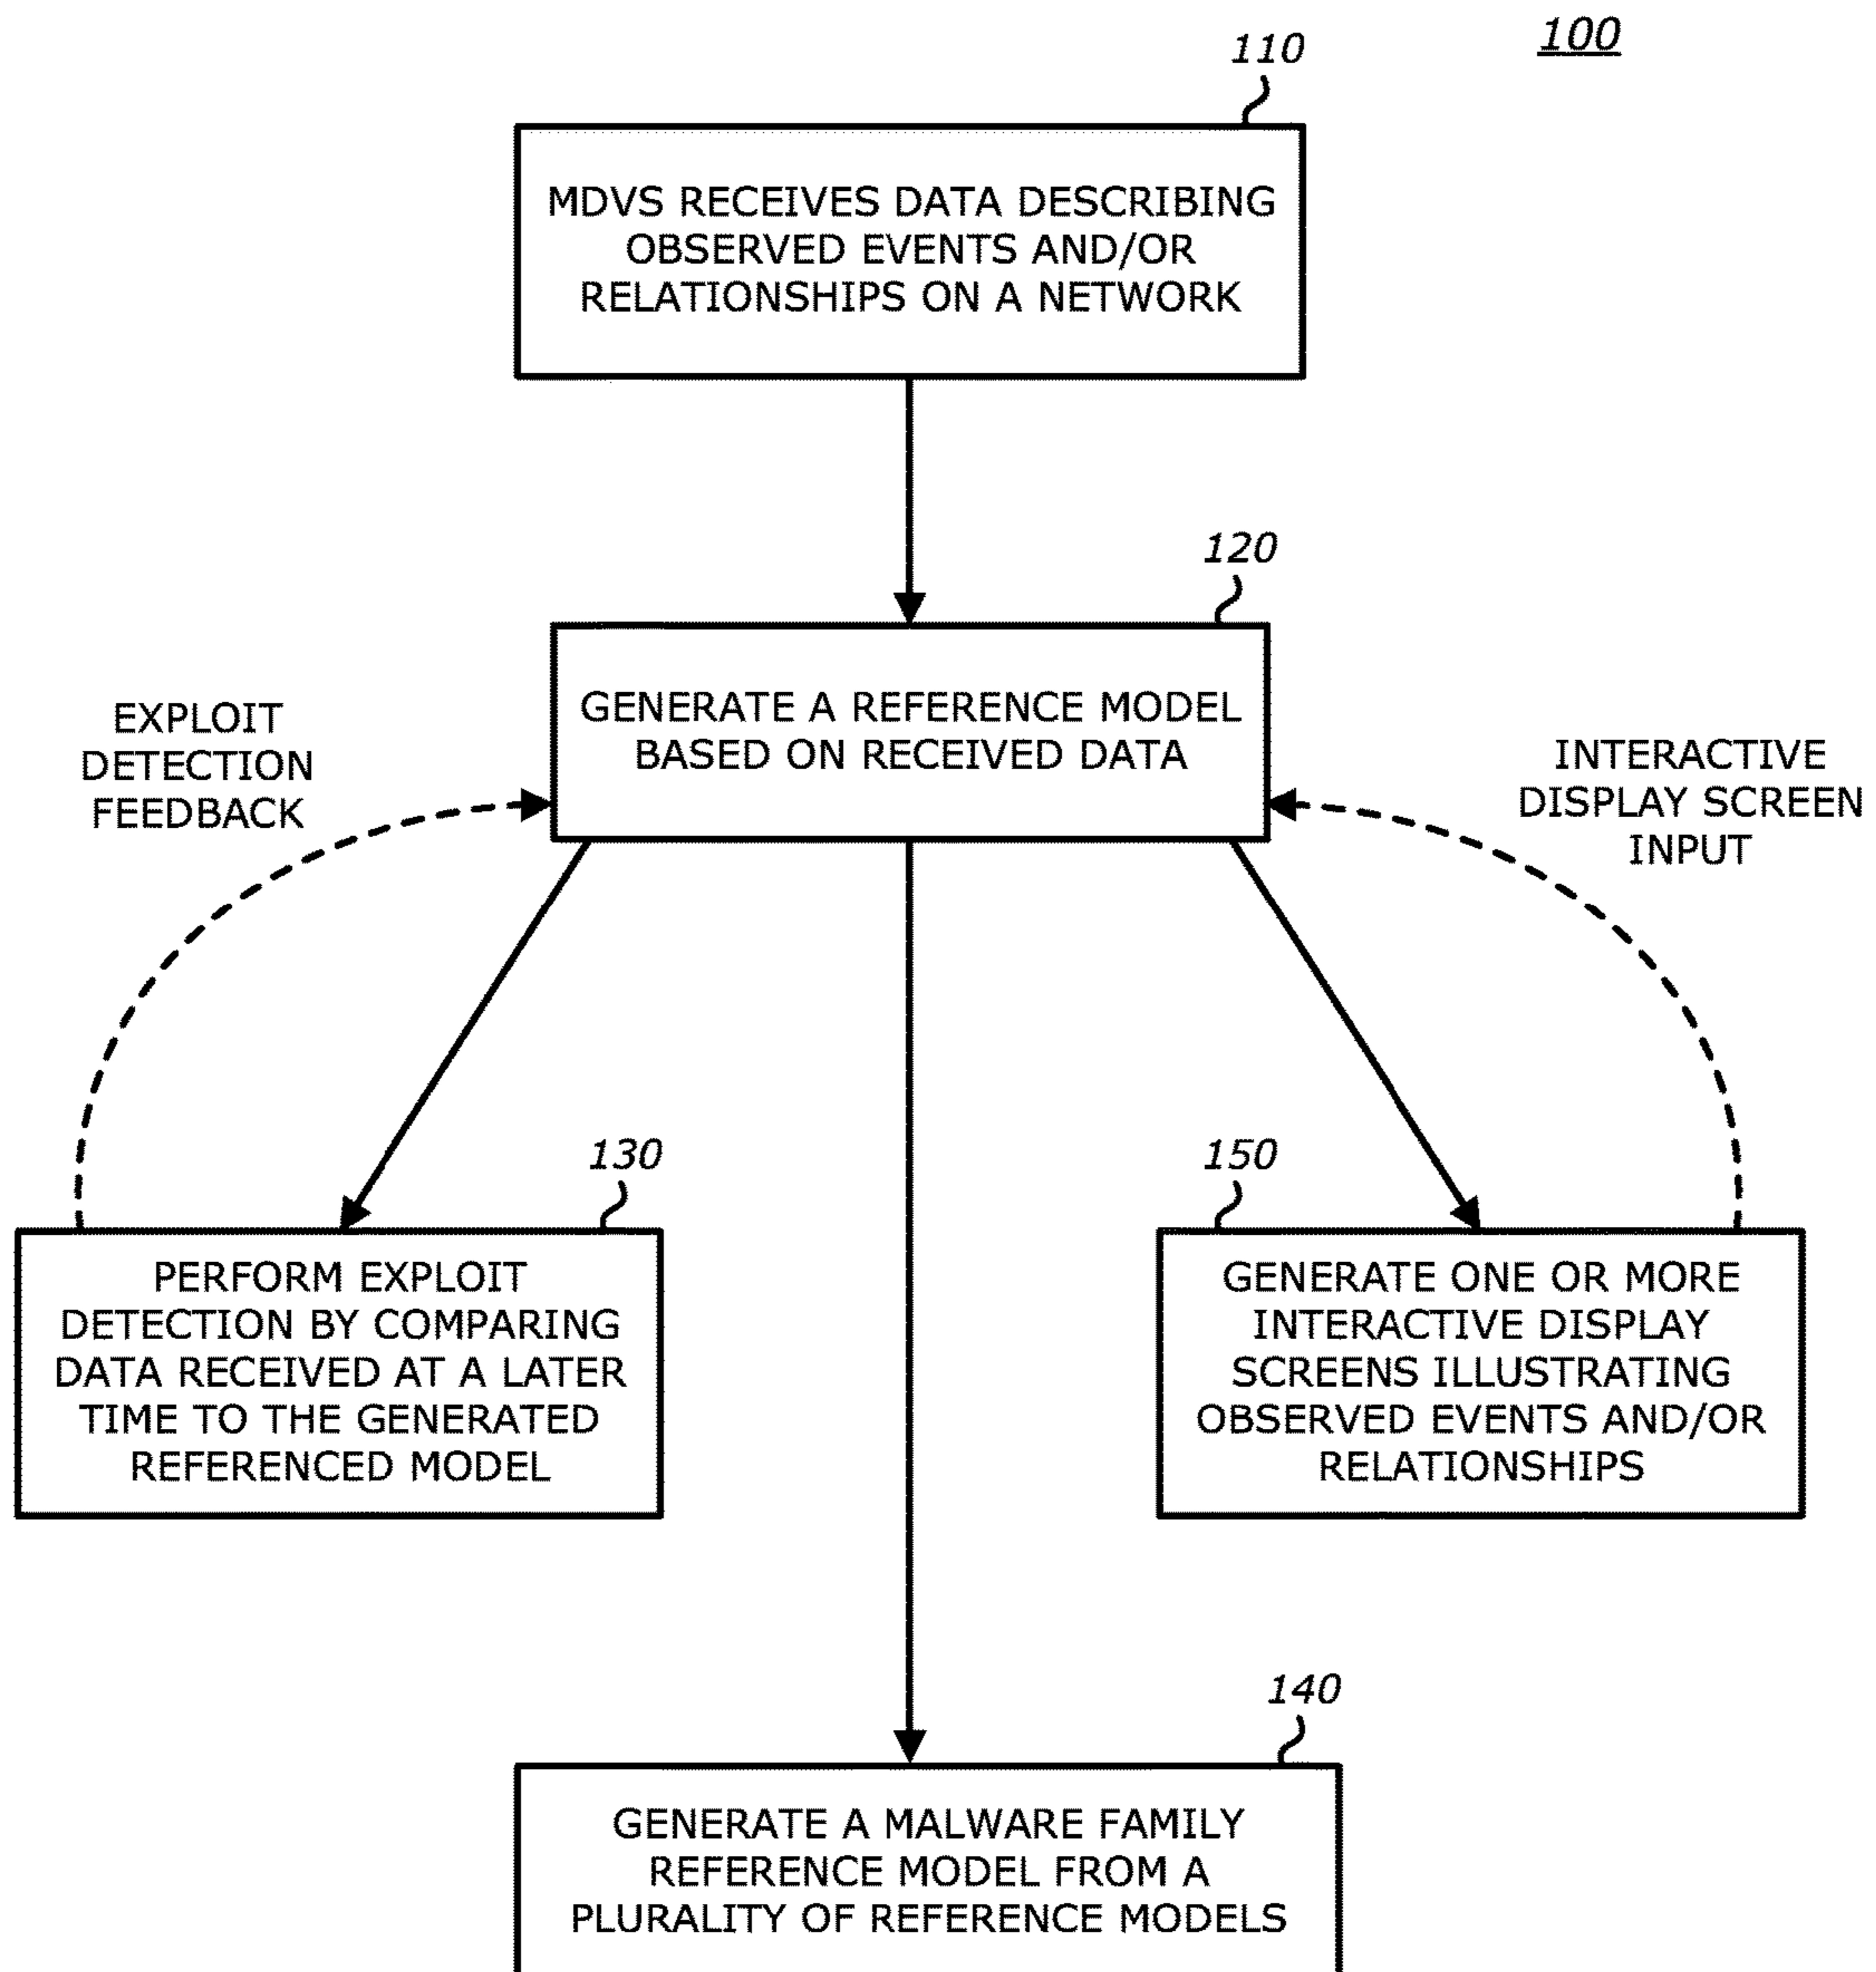 100
110
MDVS RECEIVES DATA DESCRIBING
OBSERVED EVENTS AND/OR
RELATIONSHIPS ON A NETWORK
120
GENERATE A REFERENCE MODEL
BASED ON RECEIVED DATA
EXPLOIT
DETECTION
FEEDBACK
INTERACTIVE
DISPLAY SCREEN
INPUT
130
PERFORM EXPLOIT
DETECTION BY COMPARING
DATA RECEIVED AT A LATER
TIME TO THE GENERATED
REFERENCED MODEL
150
GENERATE ONE OR MORE
INTERACTIVE DISPLAY
SCREENS ILLUSTRATING
OBSERVED EVENTS AND/OR
RELATIONSHIPS
140
GENERATE A MALWARE FAMILY
REFERENCE MODEL FROM A
PLURALITY OF REFERENCE MODELS